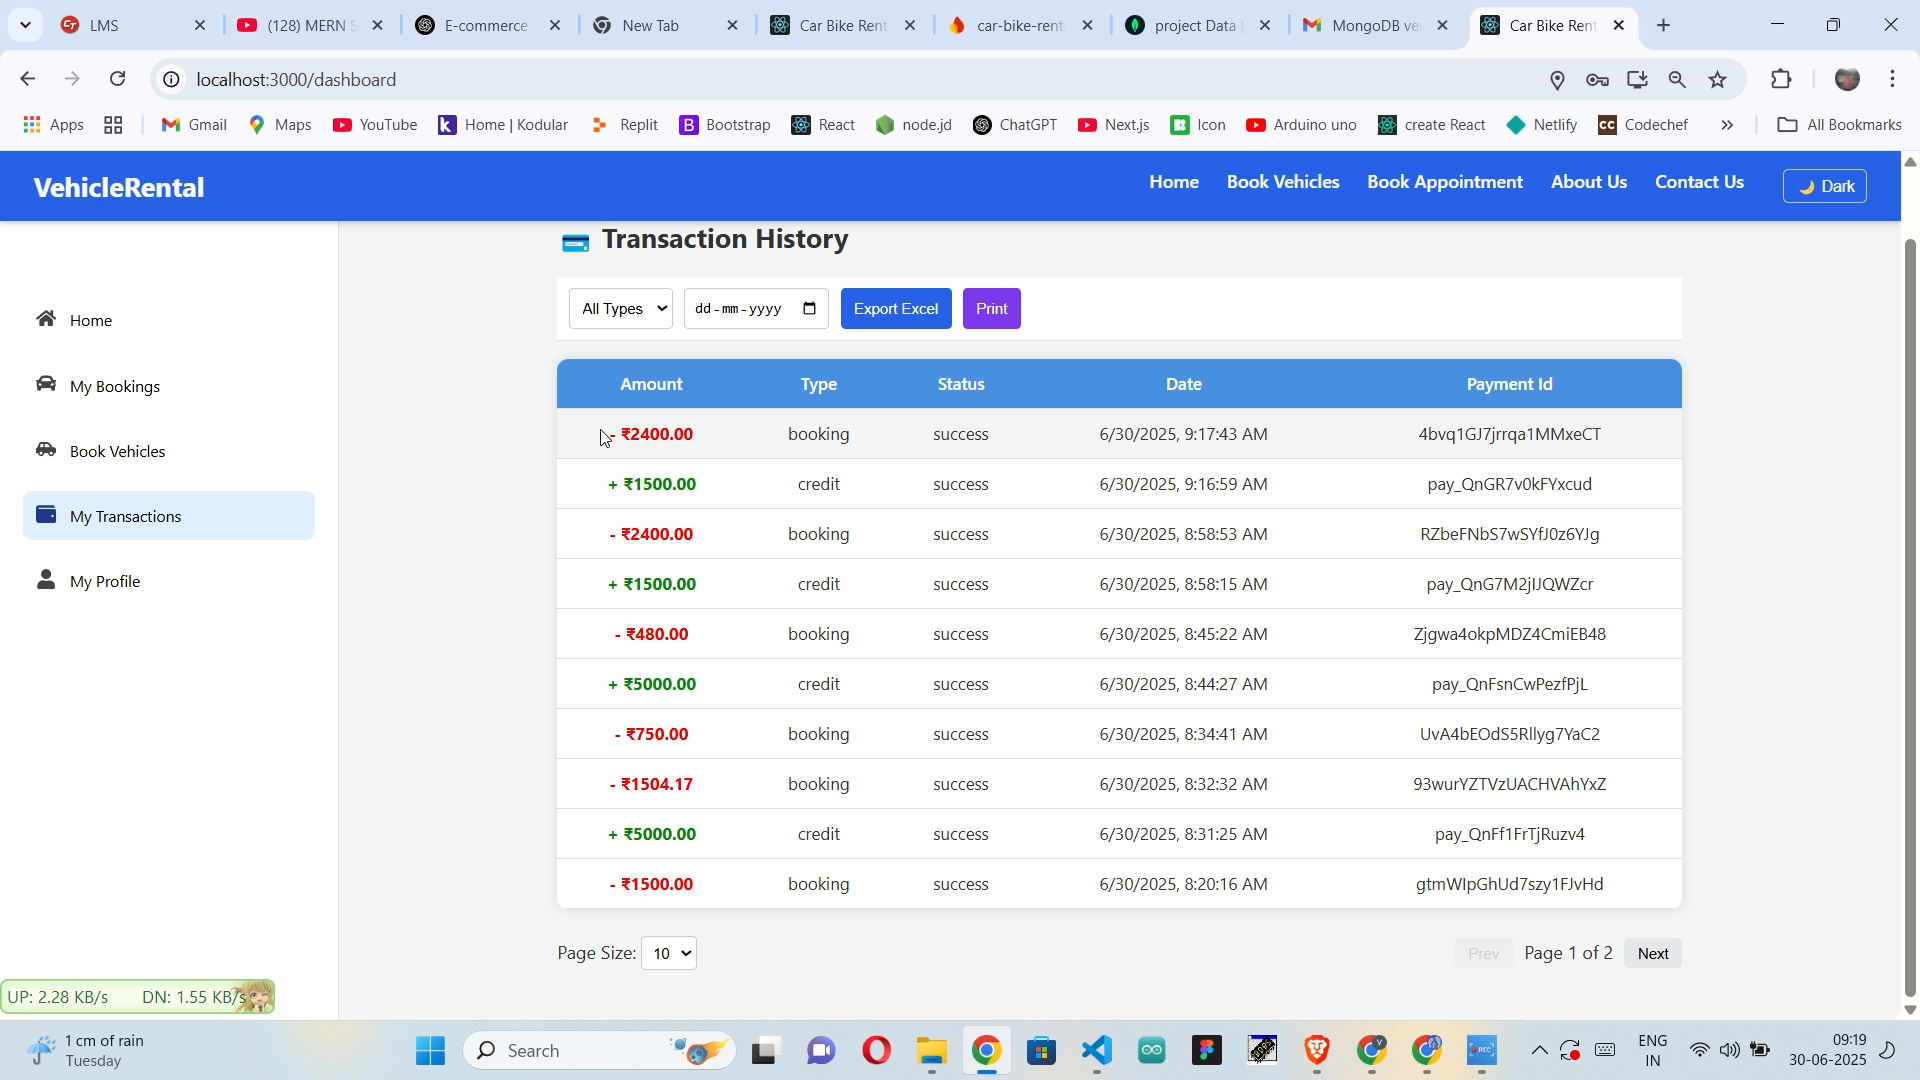 LMS
(128) MERN S
E-commerce
New Tab
Car Bike Rent
car-bike-rent
project Data
MongoDB ve
Car Bike Rent
localhost:3000/dashboard
Apps
Gmail
Maps
YouTube
Home | Kodular
Replit
Bootstrap
React
node.jd
ChatGPT
Next.js
Icon
Arduino uno
create React
Netlify
Codechef
All Bookmarks
VehicleRental
Home
Book Vehicles
Book Appointment
About Us
Contact Us
Dark
Home
My Bookings
Book Vehicles
My Transactions
My Profile
Transaction History
All Types
dd-mm-yyyy
Export Excel
Print
Amount Type Status Date Payment Id
- ₹2400.00 booking success 6/30/2025, 9:17:43 AM 4bvq1GJ7jrrqa1MMxeCT
+ ₹1500.00 credit success 6/30/2025, 9:16:59 AM pay_QnGR7v0kFYxcud
- ₹2400.00 booking success 6/30/2025, 8:58:53 AM RZbeFNbS7wSYfJ0z6YJg
+ ₹1500.00 credit success 6/30/2025, 8:58:15 AM
- ₹480.00 booking success 6/30/2025, 8:45:22 AM Zjgwa4okpMDZ4CmiEB48
+ ₹5000.00 credit success 6/30/2025, 8:44:27 AM pay_QnFsnCwPezfPjL
- ₹750.00 booking success 6/30/2025, 8:34:41 AM
- ₹1504.17 booking success 6/30/2025, 8:32:32 AM 93wurYZTVzUACHVAhYxZ
+ ₹5000.00 credit success 6/30/2025, 8:31:25 AM pay_QnFf1FrTjRuzv4
- ₹1500.00 booking success 6/30/2025, 8:20:16 AM
Page Size: 10
Prev Page 1 of 2 Next
UP: 2.28 KB/s DN: 1.55 KB/s
1 cm of rain
Tuesday
Search
REC
ENG
IN
09:19
30-06-2025